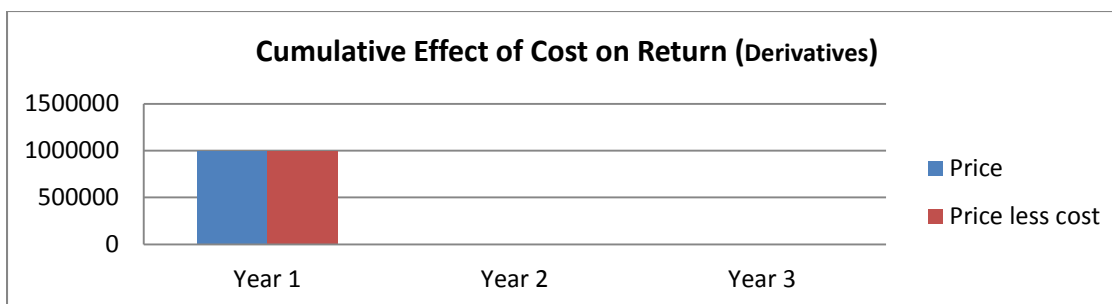 Cumulative Effect of Cost on Return (Derivatives)
1500000
1000000
500000
0
Year 1 Year 2 Year 3
Price
Price less cost